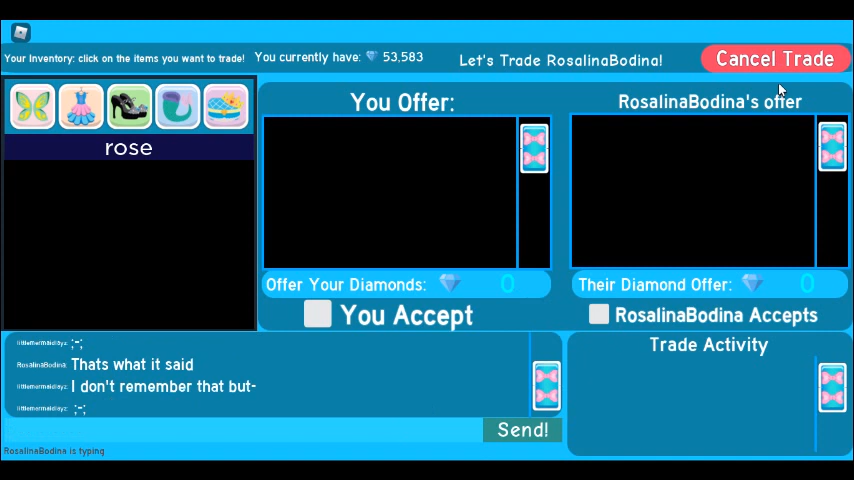 Your Inventory: click on the items you want to trade!
You currently have: 53,583
Let's Trade RosalinaBodina!
Cancel Trade
rose
You Offer:
RosalinaBodina's offer
Offer Your Diamonds: 0
Their Diamond Offer: 0
You Accept
RosalinaBodina Accepts
;-;
RosalinaBodina: Thats what it said
I don't remember that but-
;-;
Send!
RosalinaBodina is typing
Trade Activity